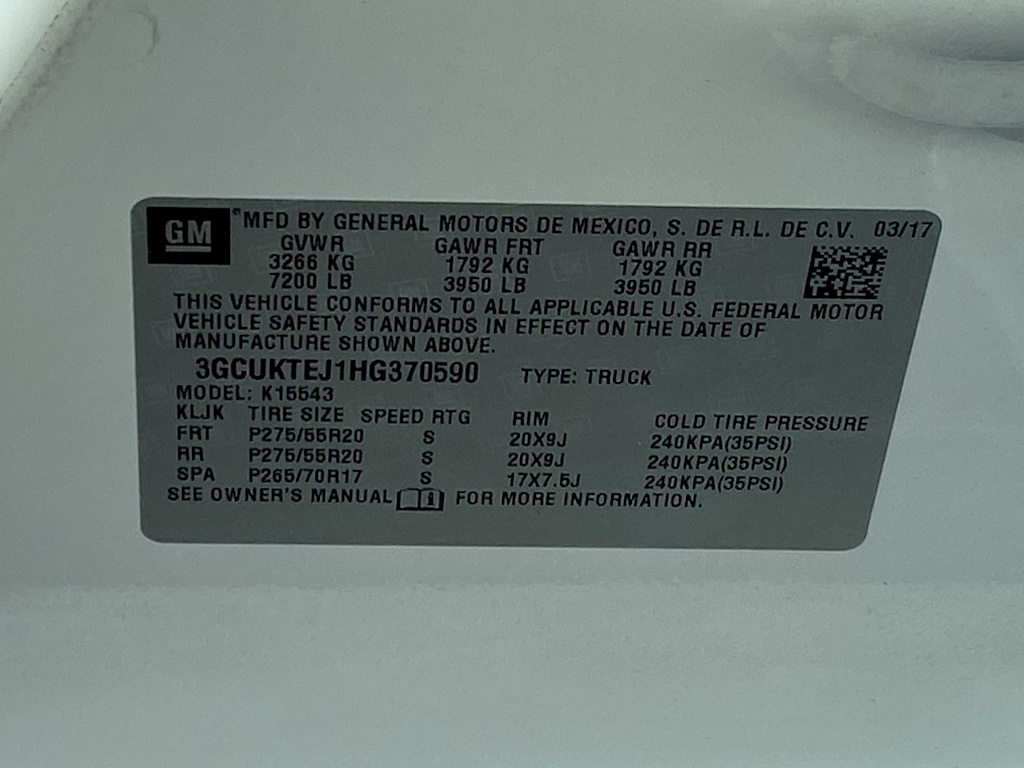 GM
®MFD BY GENERAL MOTORS DE MEXICO, S. DE R.L. DE C.V. 03/17
GVWR GAWR FRT GAWR RR
3266 KG 1792 KG 1792 KG
7200 LB 3950 LB 3950 LB
THIS VEHICLE CONFORMS TO ALL APPLICABLE U.S. FEDERAL MOTOR
VEHICLE SAFETY STANDARDS IN EFFECT ON THE DATE OF
MANUFACTURE SHOWN ABOVE.
3GCUKTEJ1HG370590 TYPE: TRUCK
MODEL: K15543
KLJK TIRE SIZE SPEED RTG RIM COLD TIRE PRESSURE
FRT P275/55R20 S 20X9J 240KPA(35PSI)
RR P275/55R20 S 20X9J 240KPA(35PSI)
SPA P265/70R17 S 17X7.5J 240KPA(35PSI)
SEE OWNER'S MANUAL i FOR MORE INFORMATION.